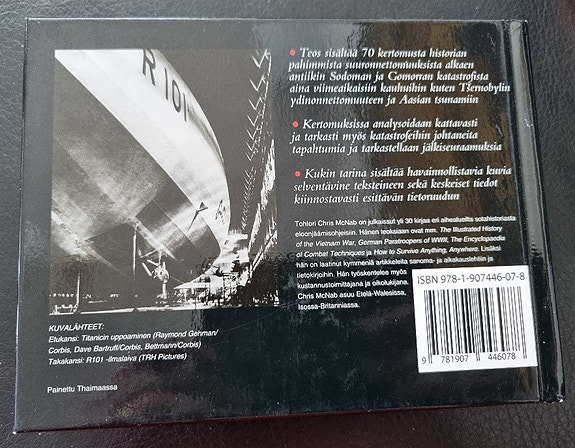 R101
• Teos sisältää 70 kertomusta historian
pahimmista suuronnettomuuksista alkaen
antiikin Sodoman ja Gomorran katastrofista
aina viimeaikaisiin kauhuihin kuten Tšernobylin
ydinonnettomuuteen ja Aasian tsunamiin
• Kertomuksissa analysoidaan kattavasti
ja tarkasti myös katastrofeihin johtaneita
tapahtumia ja tarkastellaan jälkiseuraamuksia
• Kukin tarina sisältää havainnollistavia kuvia
selventävine teksteineen sekä keskeiset tiedot
kiinnostavasti esittävän tietoruudun
Tohtori Chris McNab on julkaissut yli 30 kirjaa eri aihealueilta sotahistoriasta
eloonjäämisohjeisiin. Hänen teoksiaan ovat mm. The Illustrated History
of the Vietnam War, German Paratroopers of WWII, The Encyclopaedia
of Combat Techniques ja How to Survive Anything, Anywhere. Lisäksi
hän on laatinut kymmeniä artikkeleita sanoma- ja aikakauslehtiin ja
tietokirjoihin. Hän työskentelee myös
kustannustoimittajana ja oikolukijana.
Chris McNab asuu Etelä-Walesissa,
Isossa-Britanniassa.
ISBN 978-1-907446-07-8
9 781907 446078
KUVALÄHTEET:
Etukansi: Titanicin uppoaminen (Raymond Gehman/
Corbis, Dave Bartruff/Corbis, Bettmann/Corbis)
Takakansi: R101 -ilmalaiva (TRH Pictures)
Painettu Thaimaassa